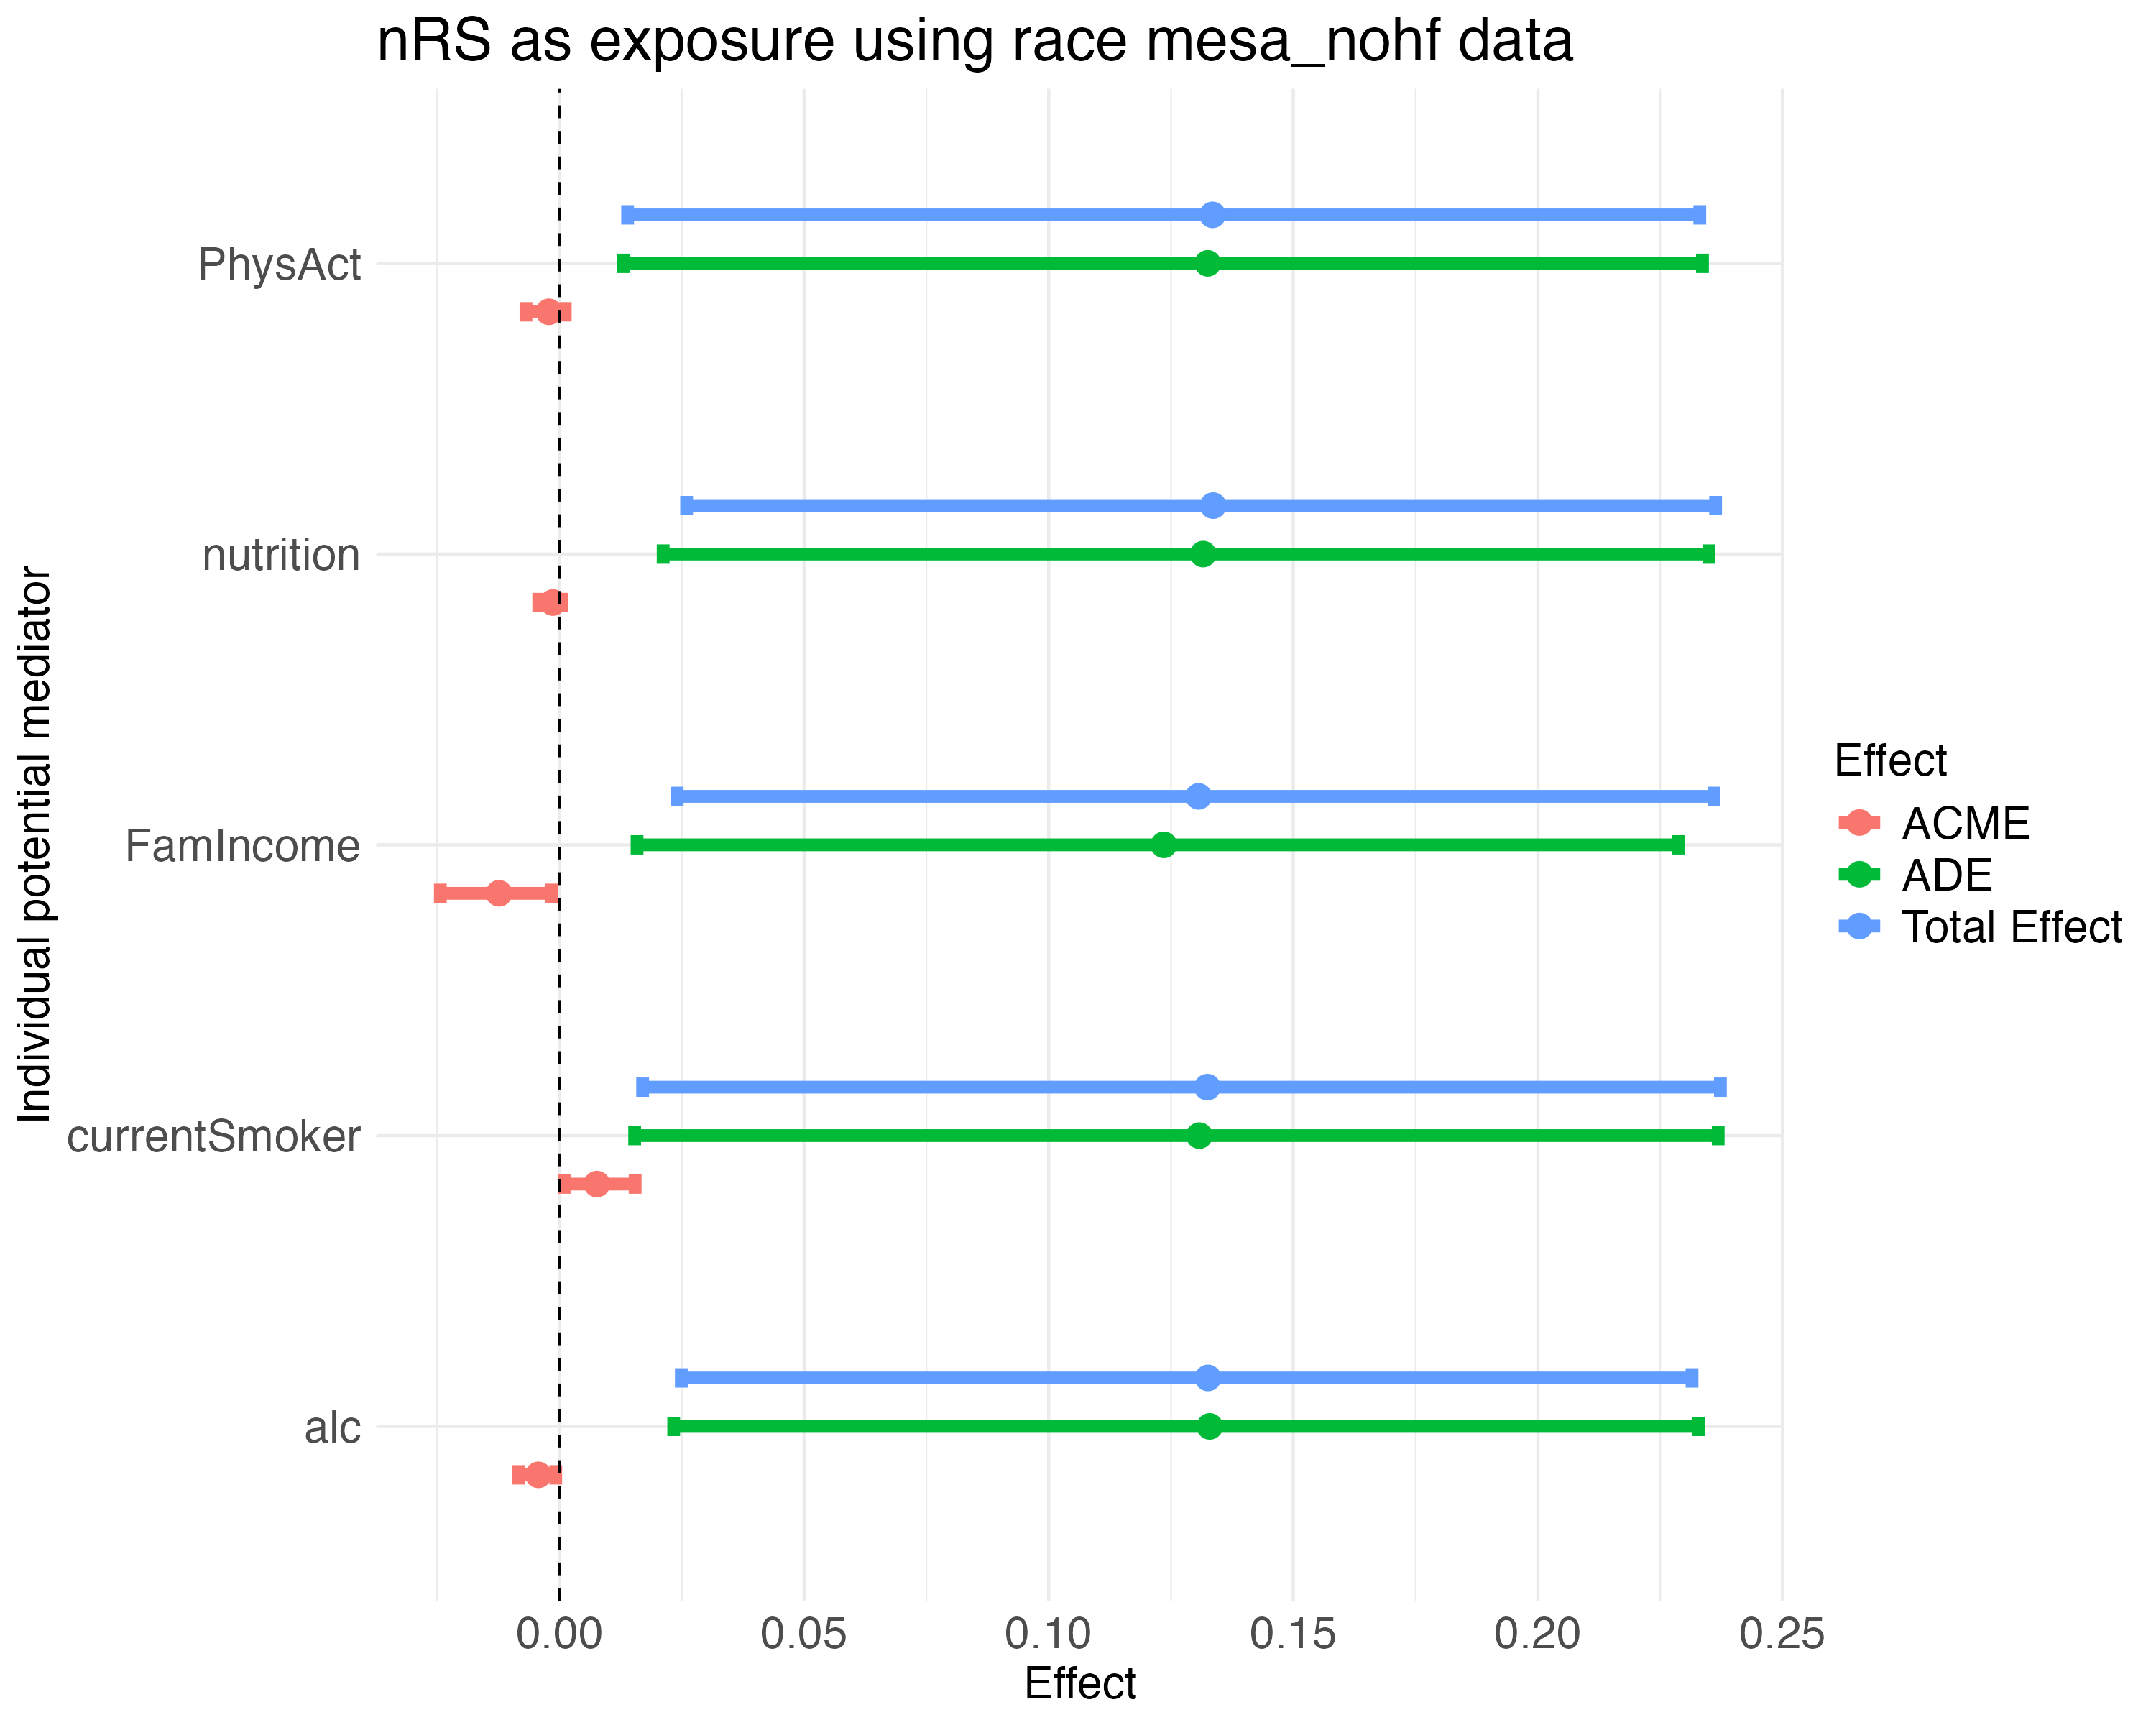 nRS as exposure using race mesa_nohf data
Individual potential mediator
PhysAct
nutrition
FamIncome
currentSmoker
alc
0.00 0.05 0.10 0.15 0.20 0.25
Effect
Effect
ACME
ADE
Total Effect